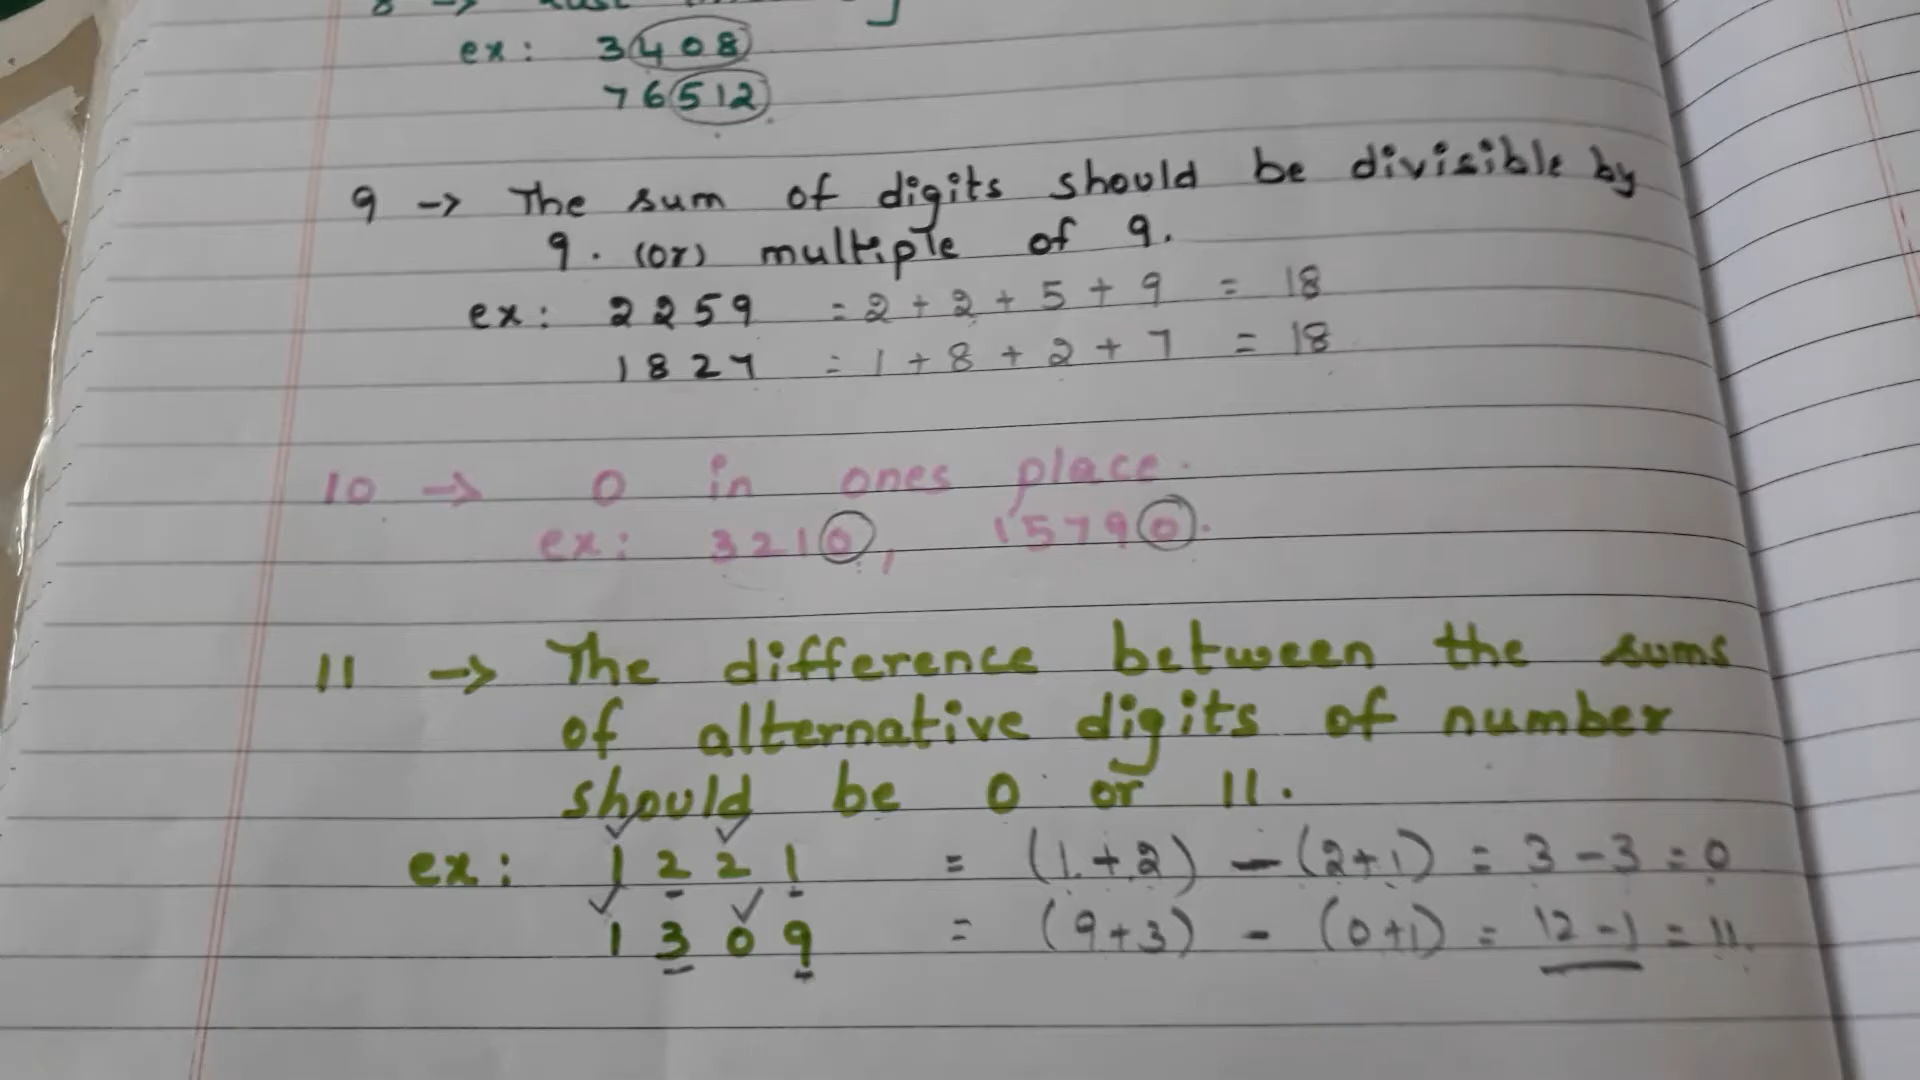 8 ->
ex: 3408
76512
9 -> The sum of digits should be divisible by
9. (or) multiple of 9.
ex: 2259 = 2 + 2 + 5 + 9 = 18
1827 = 1 + 8 + 2 + 7 = 18
10 -> 0 in ones place.
ex: 3210, 15790.
11 -> The difference between the sums
of alternative digits of number
should be 0 or 11.
ex: 1221 = (1+2) - (2+1) = 3-3=0
1309 = (9+3) - (0+1) = 12-1 = 11.